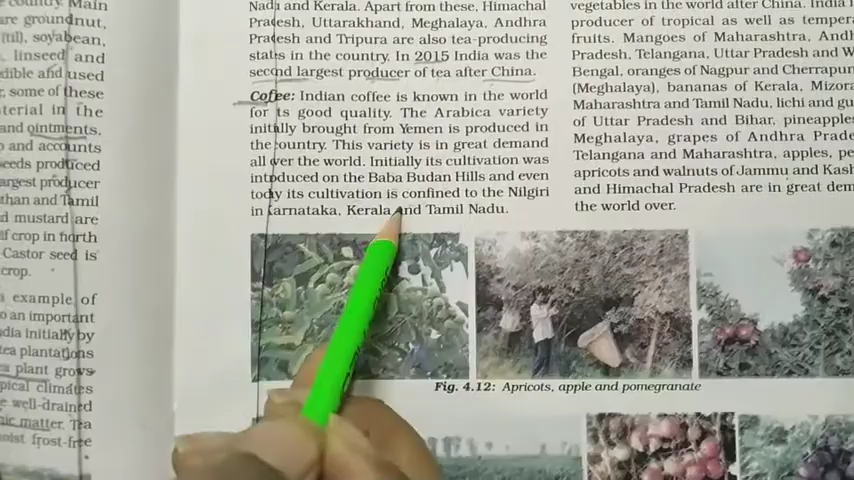 country. Main
are groundnut,
(til), soyabean,
linseed and
dible and used
, some of these
terial in the
and ointments.
and accounts
seeds produced
argest producer
than and Tamil
d mustard are
if crop in north
Castor seed is
crop.
example of
o an important
dia initially by
tea plantations
a plant grows
pical climates
e well-drained
nic matter. Tea
oist frost-free
Nadu and Kerala. Apart from these, Himachal
Pradesh, Uttarakhand, Meghalaya, Andhra
Pradesh and Tripura are also tea-producing
states in the country. In 2015 India was the
second largest producer of tea after China.
Cofee: Indian coffee is known in the world
for its good quality. The Arabica variety
initially brought from Yemen is produced in
the country. This variety is in great demand
all over the world. Initially its cultivation was
introduced on the Baba Budan Hills and even
today its cultivation is confined to the Nilgiri
in Karnataka, Kerala and Tamil Nadu.
vegetables in the world after China. India i
producer of tropical as well as tempera
fruits. Mangoes of Maharashtra, Andh
Pradesh, Telangana, Uttar Pradesh and W
Bengal, oranges of Nagpur and Cherrapun
(Meghalaya), bananas of Kerala, Mizora
Maharashtra and Tamil Nadu, lichi and gu
of Uttar Pradesh and Bihar, pineapples
Meghalaya, grapes of Andhra Prade
Telangana and Maharashtra, apples, pe
apricots and walnuts of Jammu and Kash
and Himachal Pradesh are in great dem
the world over.
Fig. 4.12: Apricots, apple and pomegranate